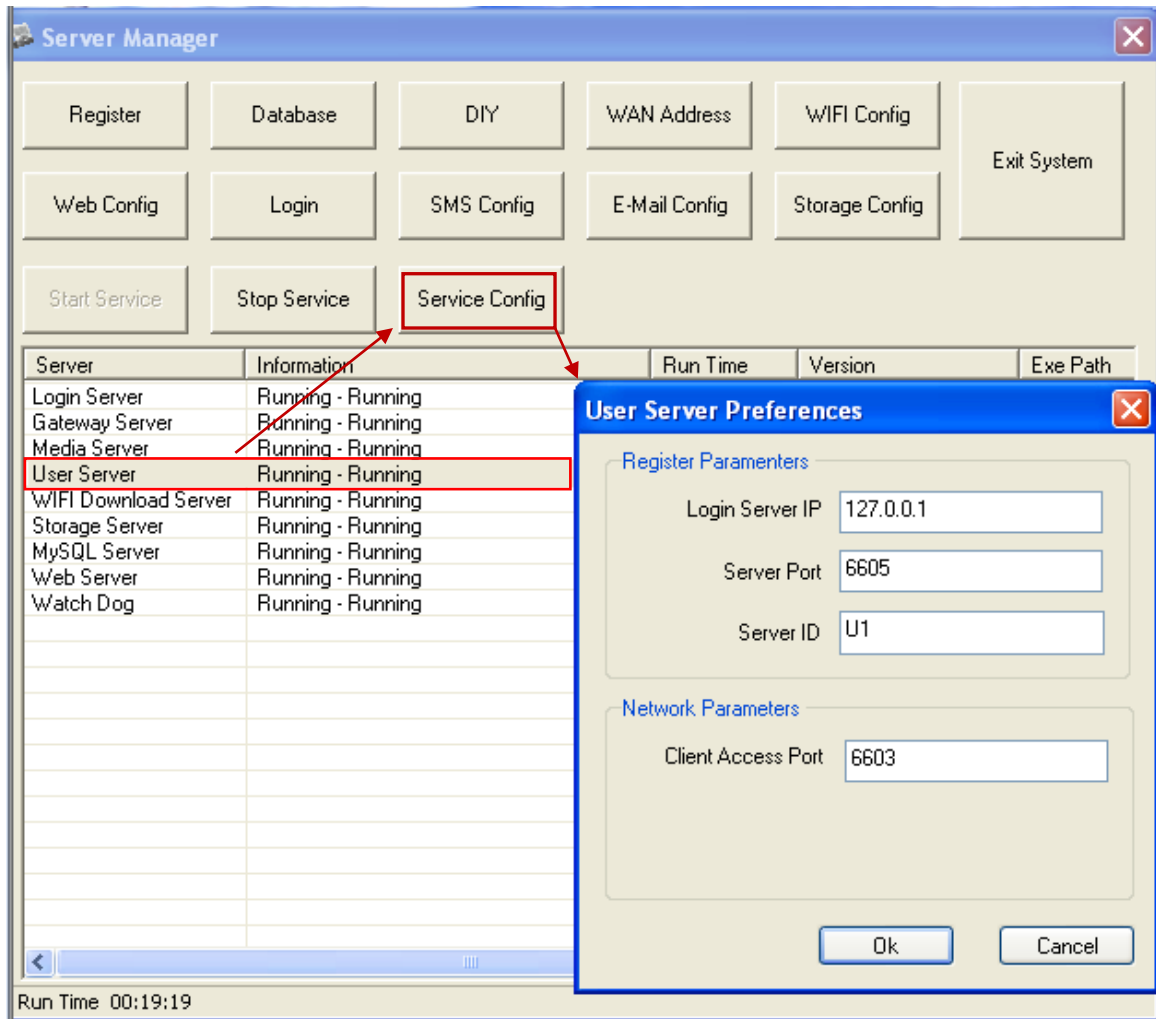 Server Manager
Register Database DIY WAN Address WIFI Config
Exit System
Web Config Login SMS Config E-Mail Config Storage Config
Start Service Stop Service Service Config
Server Information Run Time Version Exe Path
Login Server Running - Running
Gateway Server Running - Running
Media Server Running - Running
User Server Running - Running
WIFI Download Server Running - Running
Storage Server Running - Running
MySQL Server Running - Running
Web Server Running - Running
Watch Dog Running - Running
User Server Preferences
Register Paramenters
Login Server IP 127.0.0.1
Server Port 6605
Server ID U1
Network Parameters
Client Access Port 6603
Ok Cancel
Run Time 00:19:19